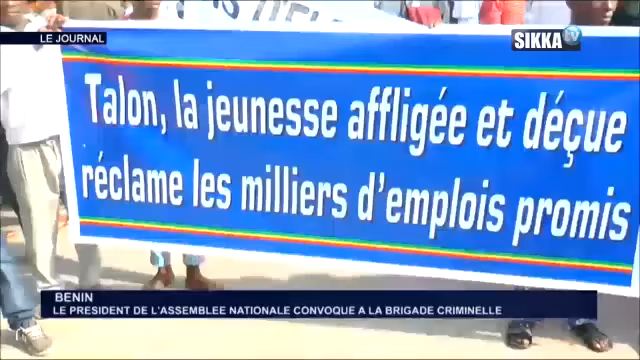 LE JOURNAL
SIKKA TV
Talon, la jeunesse affligée et déçue
réclame les milliers d'emplois promis
BENIN
LE PRESIDENT DE L'ASSEMBLEE NATIONALE CONVOQUE A LA BRIGADE CRIMINELLE